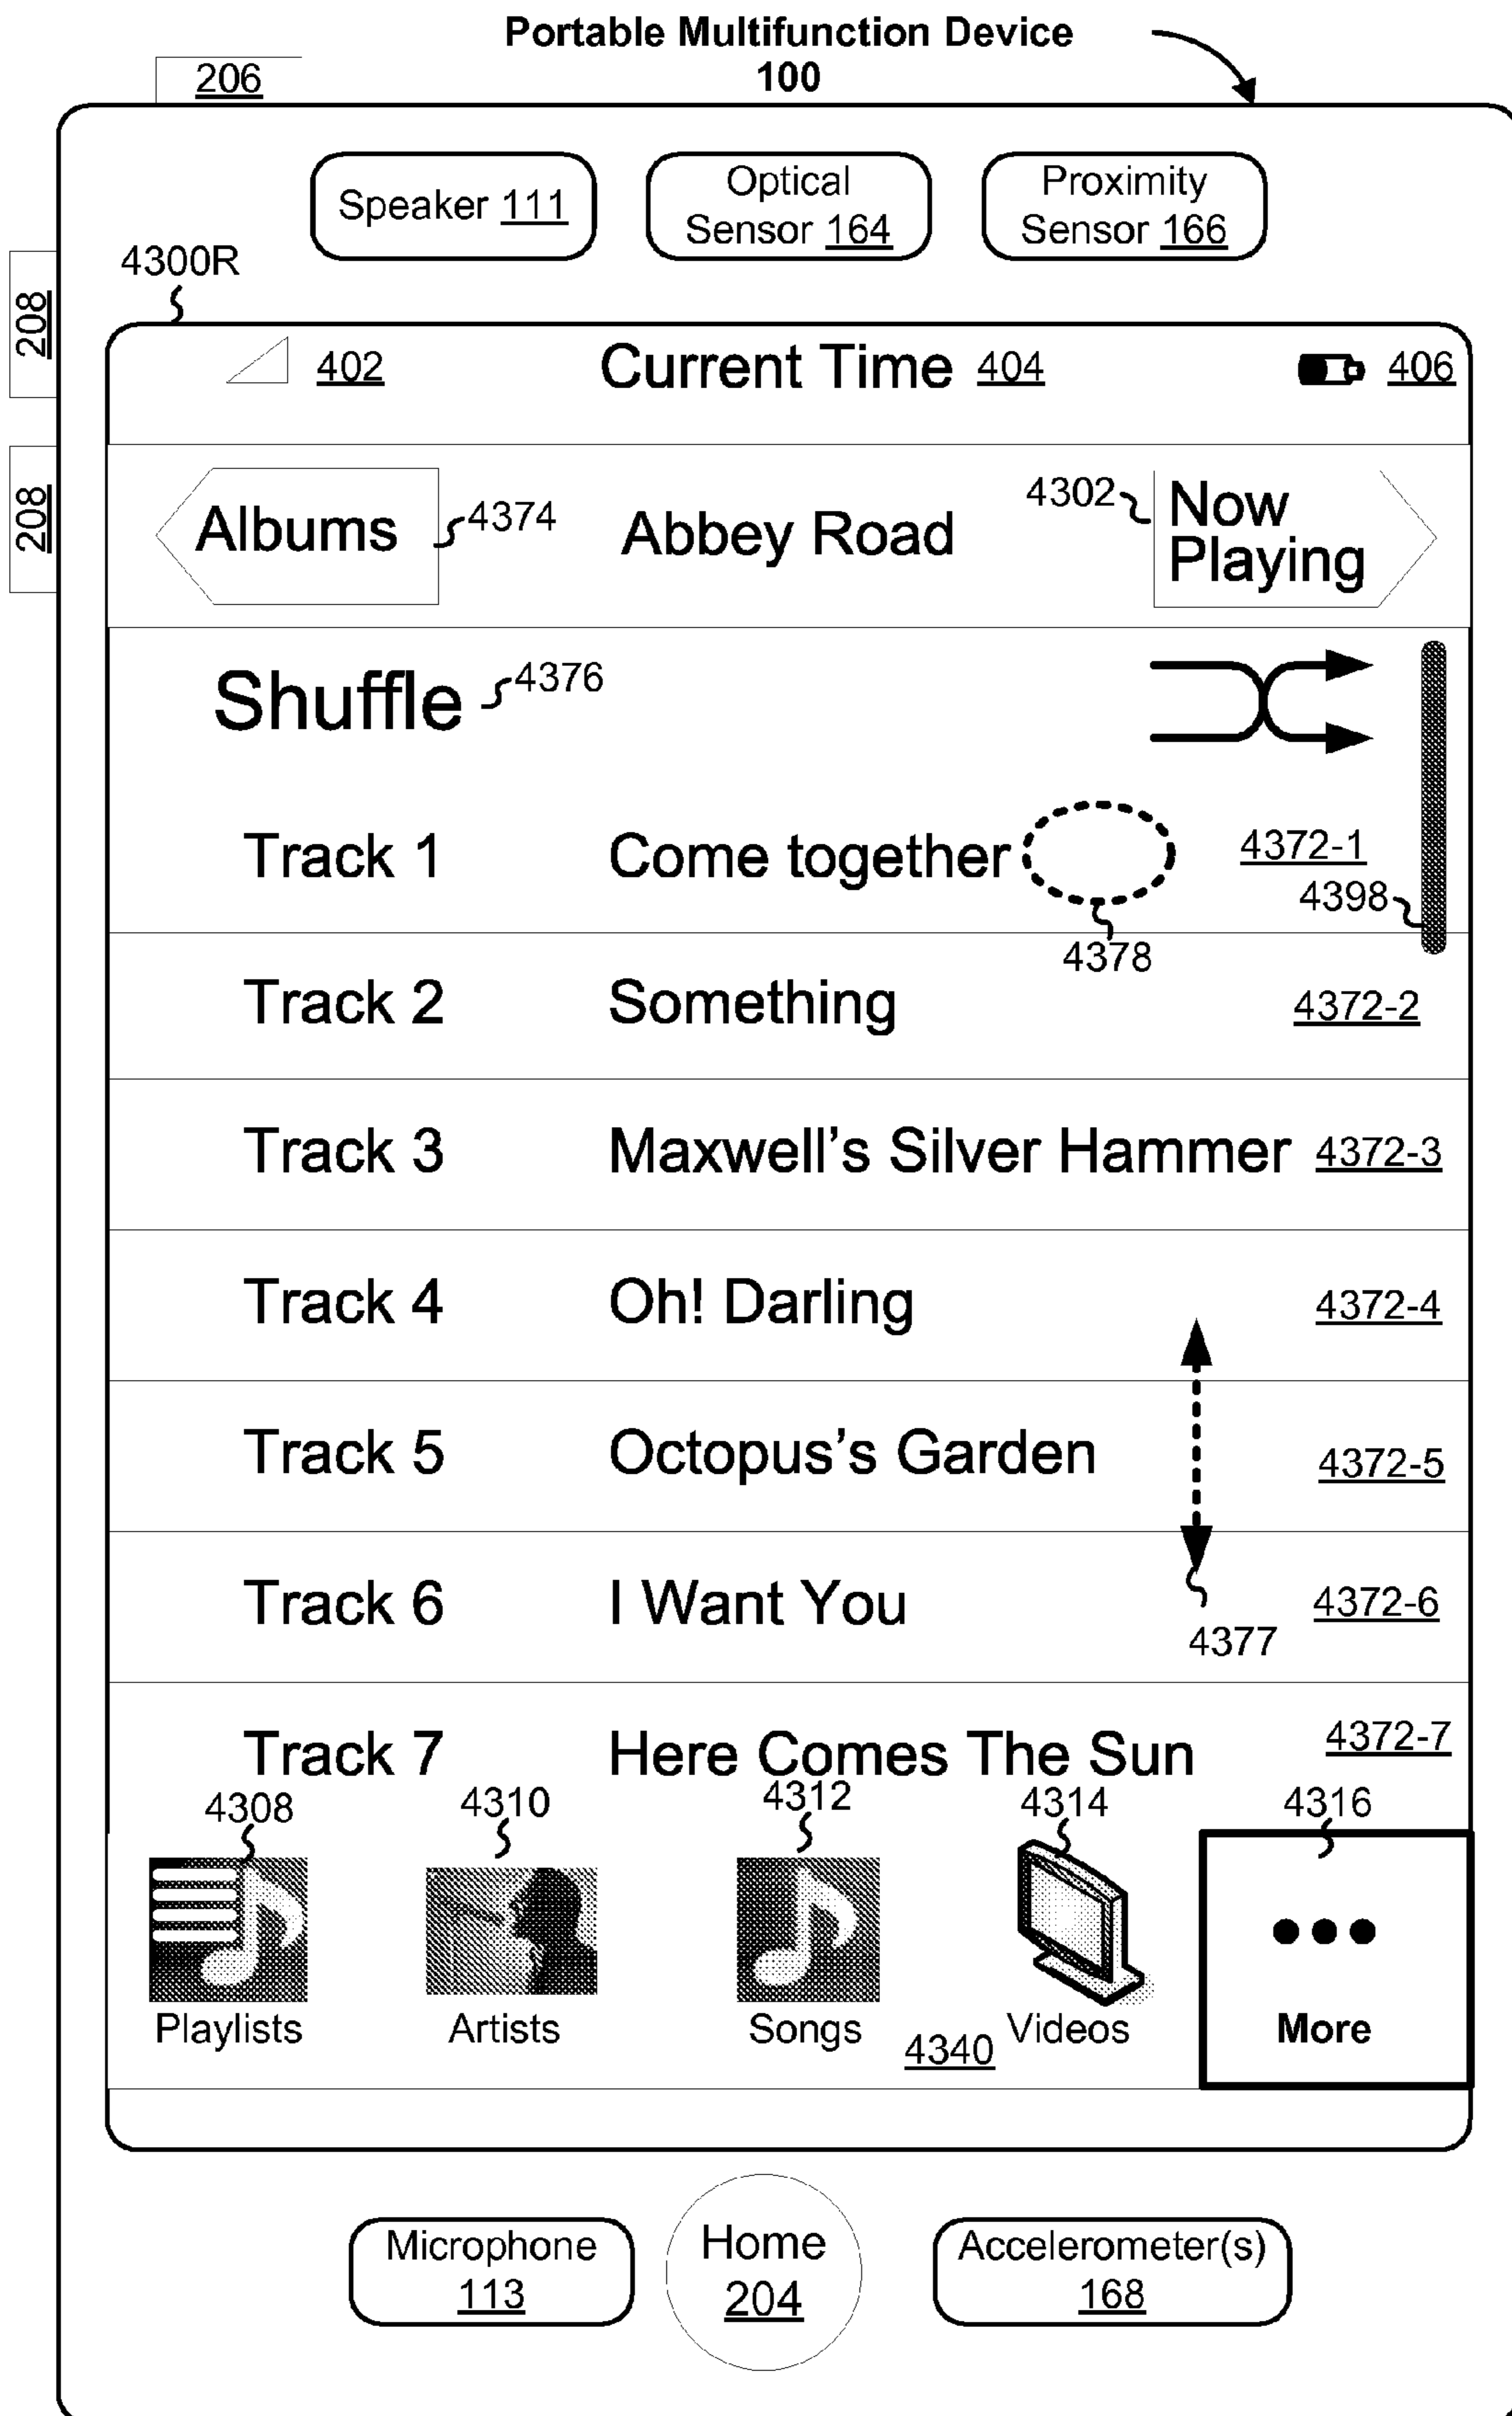 Portable Multifunction Device
100
206
Speaker 111
Optical
Sensor 164
Proximity
Sensor 166
4300R
208
208
402
Current Time 404
406
Albums
4374
Abbey Road
4302
Now
Playing
Shuffle
4376
Track 1
Come together
4372-1
4398
4378
Track 2
Something
4372-2
Track 3
Maxwell’s Silver Hammer
4372-3
Track 4
Oh! Darling
4372-4
Track 5
Octopus’s Garden
4372-5
Track 6
I Want You
4372-6
4377
Track 7
Here Comes The Sun
4372-7
4308
4310
4312
4314
4316
Playlists
Artists
Songs
4340
Videos
More
Microphone
113
Home
204
Accelerometer(s)
168